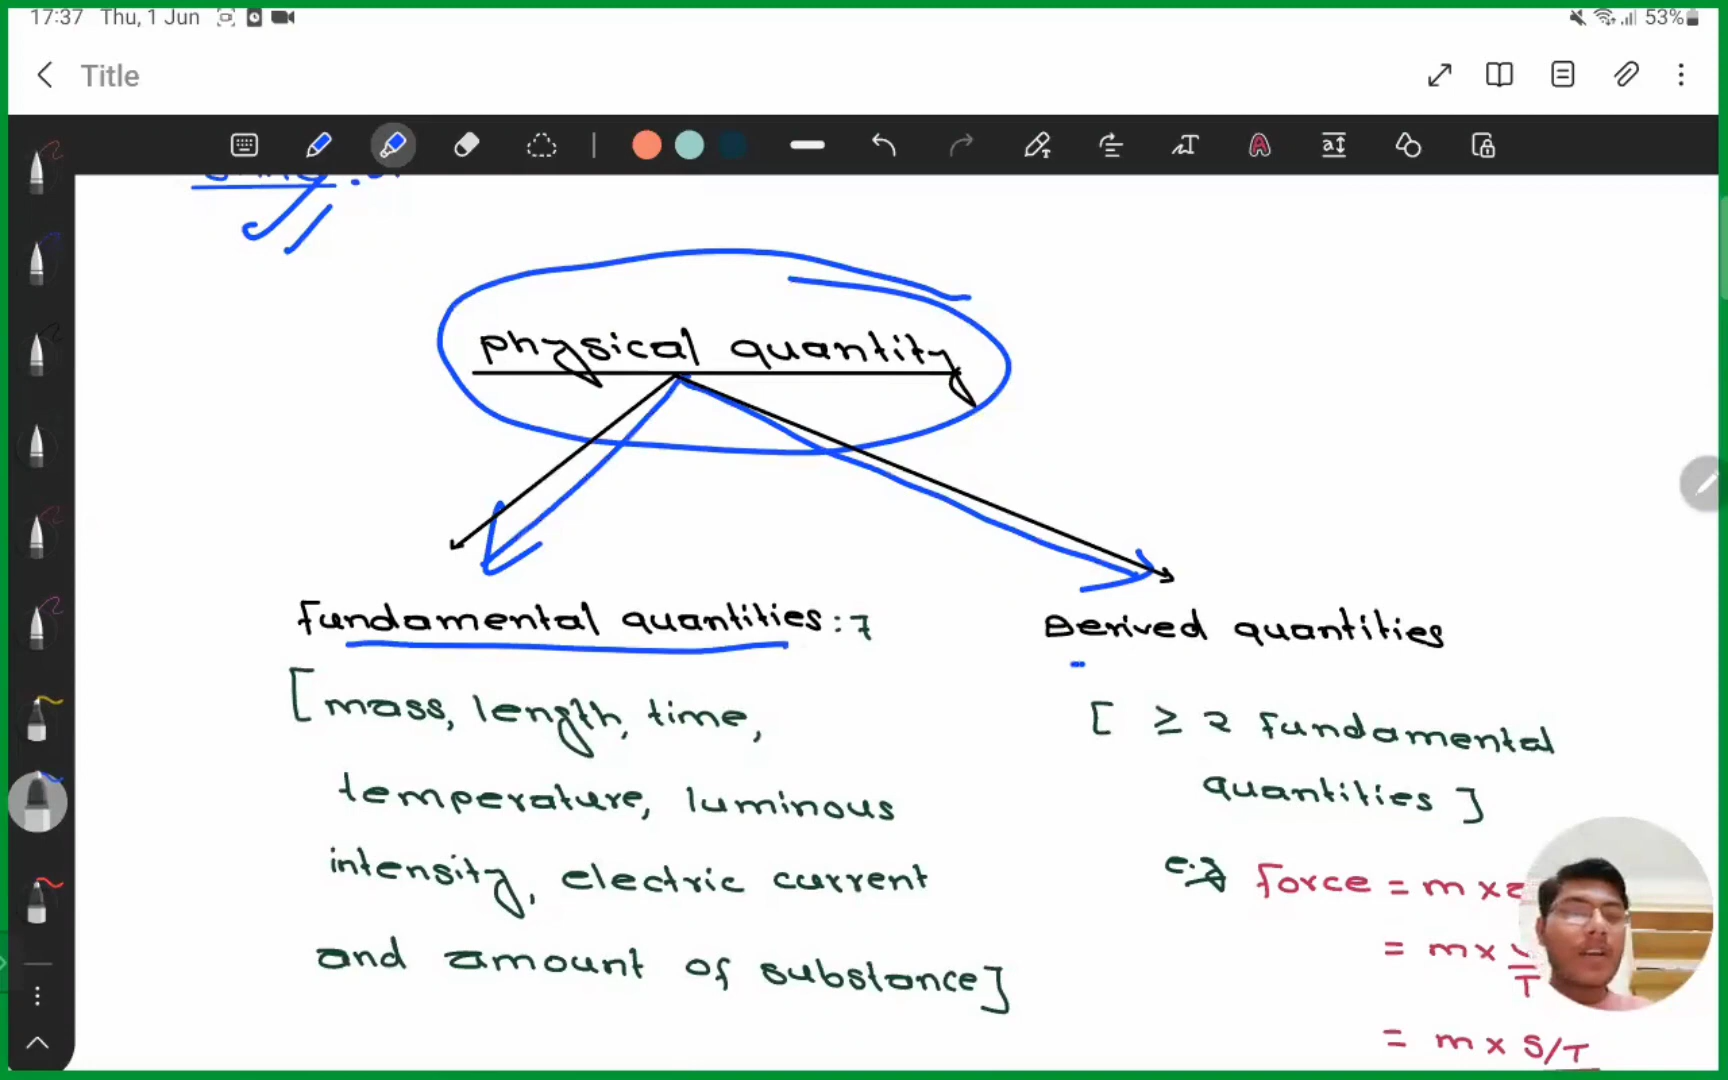 17:37 Thu, 1 Jun
53%
Title
physical quantity
Fundamental quantities : 7
Derived quantities
[mass, length, time,
temperature, luminous
intensity, electric current
and amount of substance]
[ ≥ 2 fundamental
quantities ]
e.g Force = m ×
= m ×
T
= m × S/T